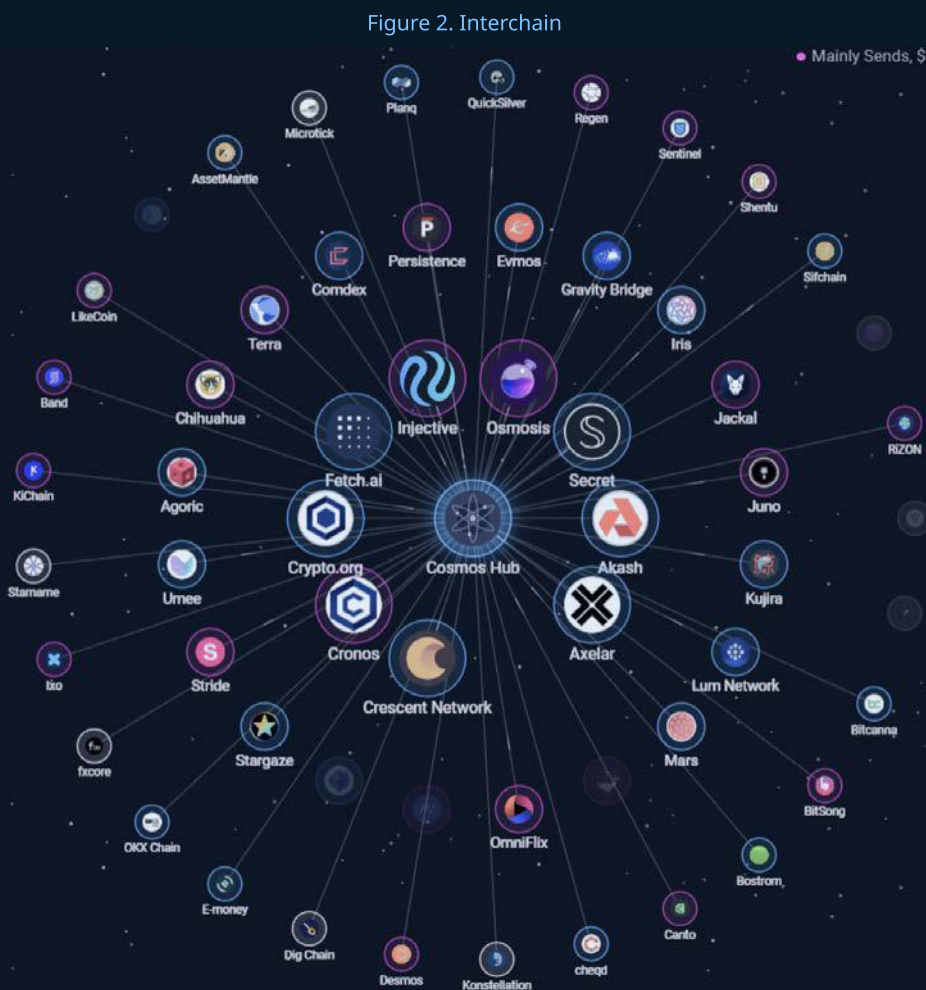 Figure 2. Interchain
Mainly Sends, $
Planq
QuickSilver
Microtick
Regen
Sentinel
AssetMantle
Shentu
Persistence
Evmos
Comdex
Gravity Bridge
Sifchain
LikeCoin
Terra
Iris
Band
Chihuahua
Injective
Osmosis
Jackal
RiZON
Fetch.ai
Secret
KiChain
Agoric
Juno
Crypto.org
Cosmos Hub
Akash
Starname
Umee
Kujira
Cronos
Axelar
ixo
Stride
Lum Network
Crescent Network
Bitcanna
fxcore
Stargaze
Mars
BitSong
OKX Chain
OmniFlix
Bostrom
E-money
Dig Chain
Canto
Desmos
Konstellation
cheqd